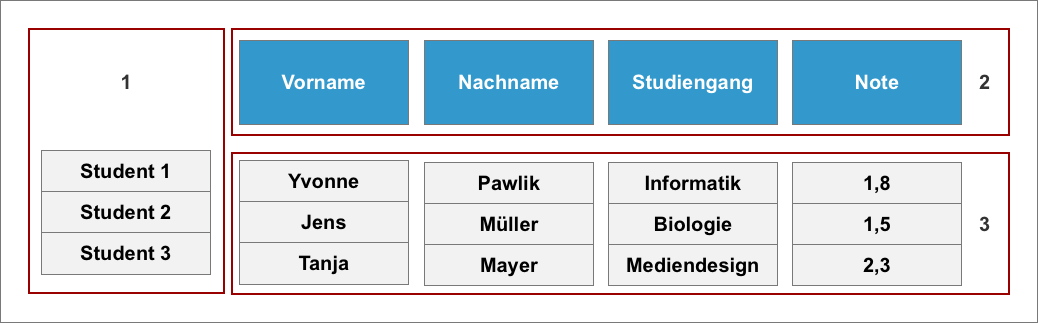 1
Vorname Nachname Studiengang Note 2
Student 1 Yvonne Pawlik Informatik 1,8
Student 2 Jens Müller Biologie 1,5 3
Student 3 Tanja Mayer Mediendesign 2,3